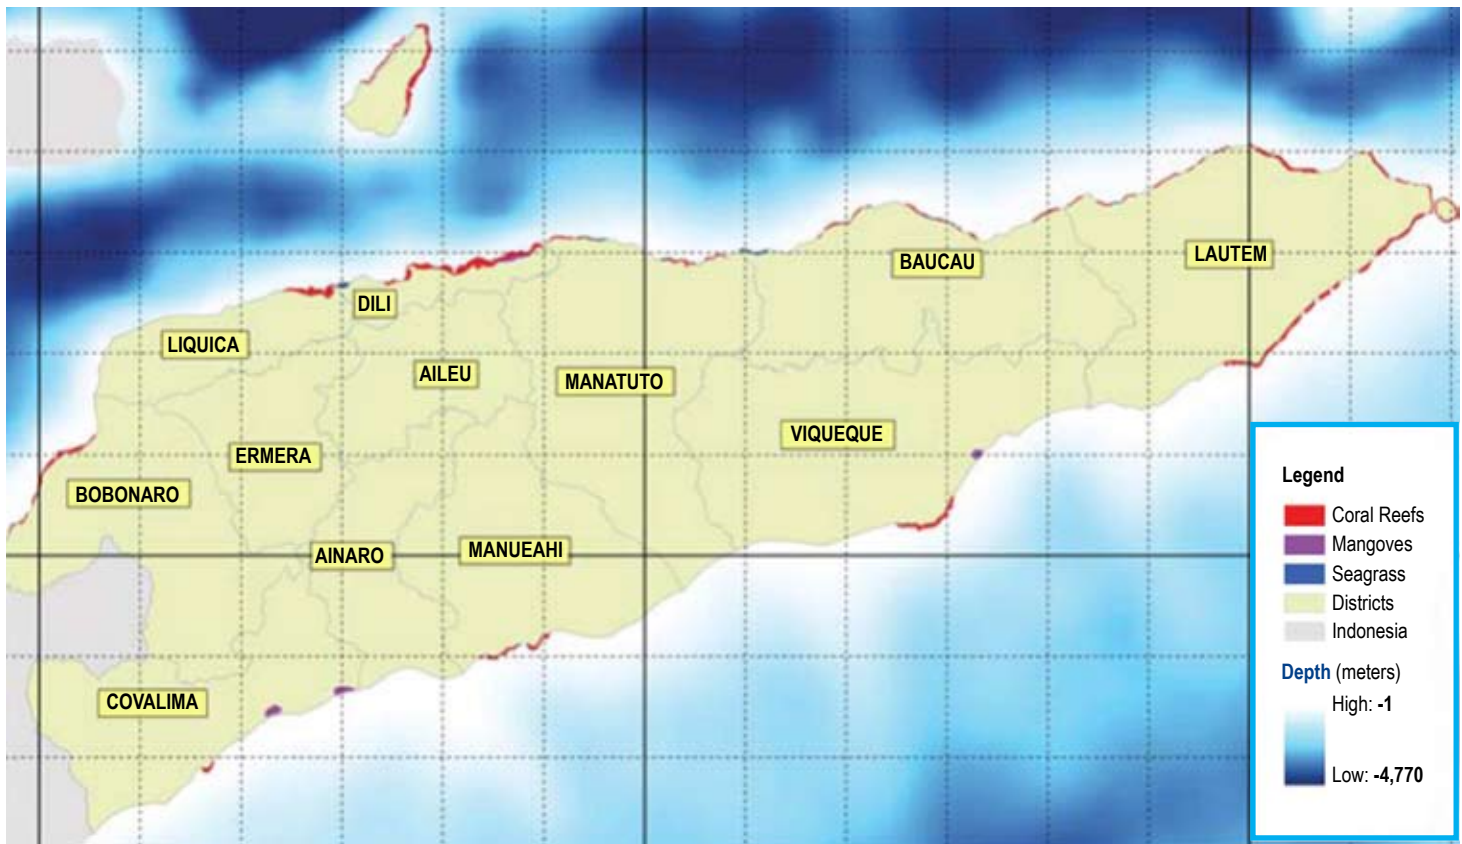 LAUTEM
BAUCAU
DILI
LIQUICA
AILEU
MANATUTO
VIQUEQUE
ERMERA
BOBONARO
AINARO
MANUEAHI
COVALIMA
Legend
Coral Reefs
Mangoves
Seagrass
Districts
Indonesia
Depth (meters)
High: -1
Low: -4,770